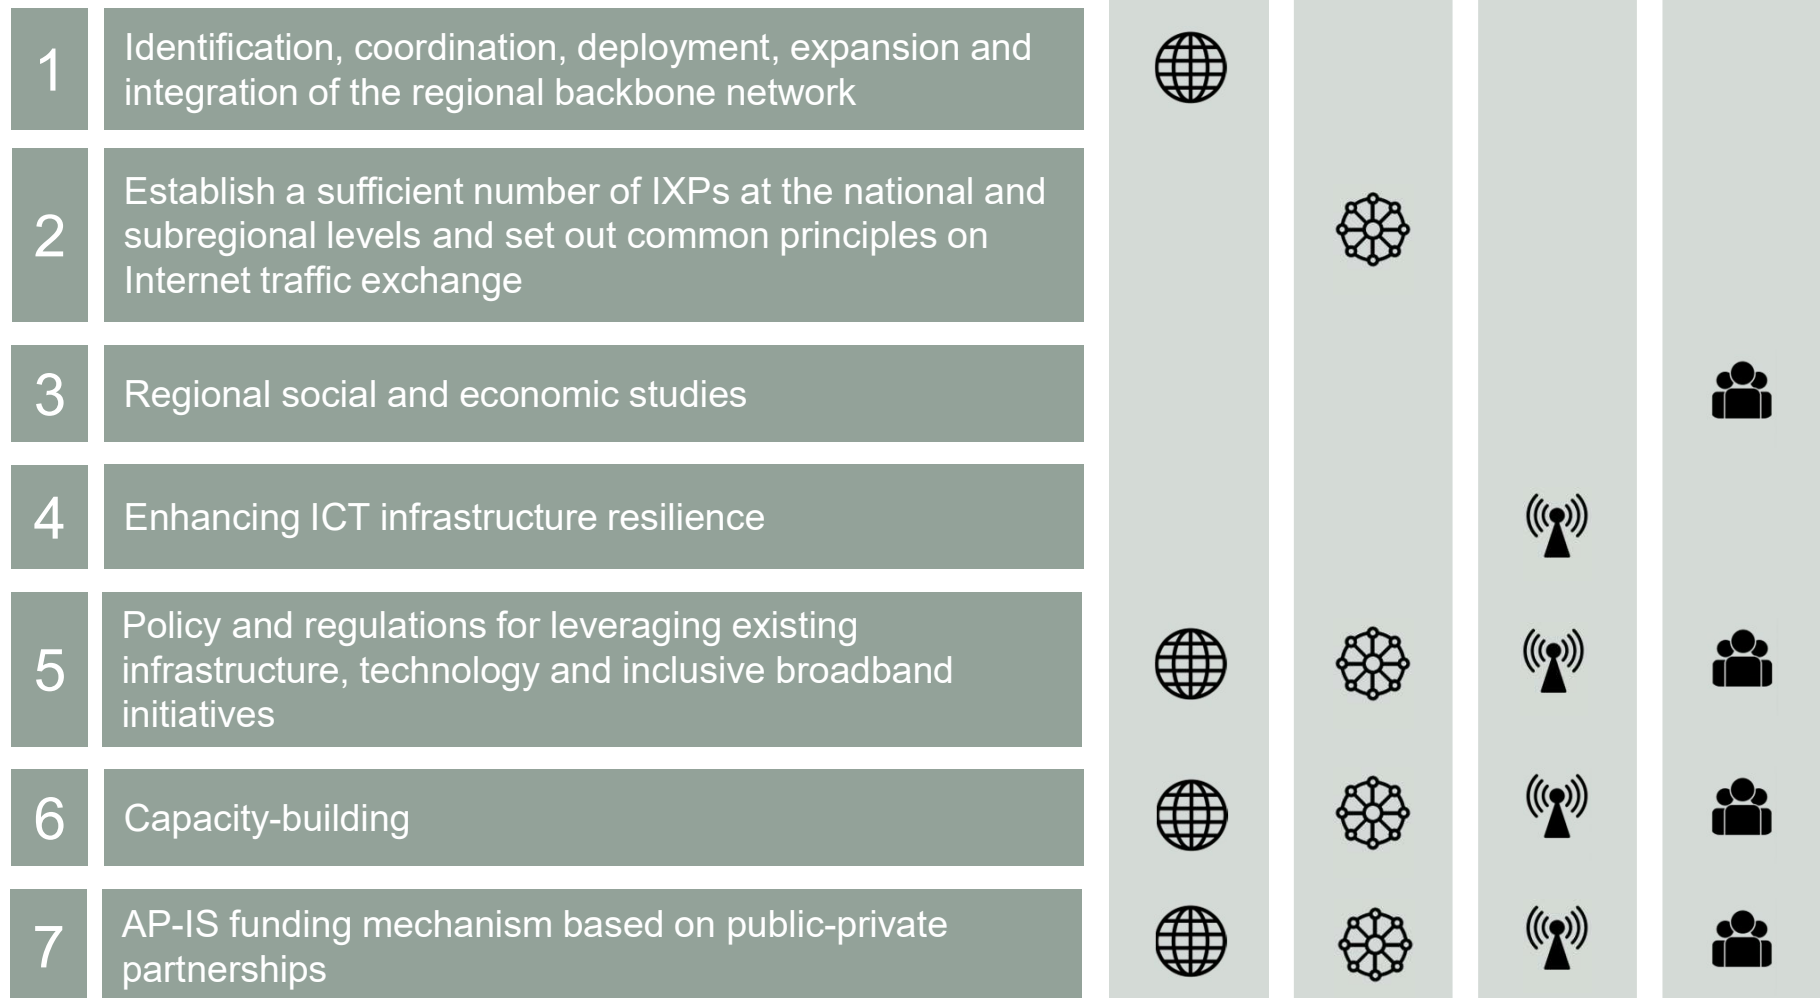 1
Identification, coordination, deployment, expansion and
integration of the regional backbone network
2
Establish a sufficient number of IXPs at the national and
subregional levels and set out common principles on
Internet traffic exchange
3
Regional social and economic studies
4
Enhancing ICT infrastructure resilience
5
Policy and regulations for leveraging existing
infrastructure, technology and inclusive broadband
initiatives
6
Capacity-building
7
AP-IS funding mechanism based on public-private
partnerships